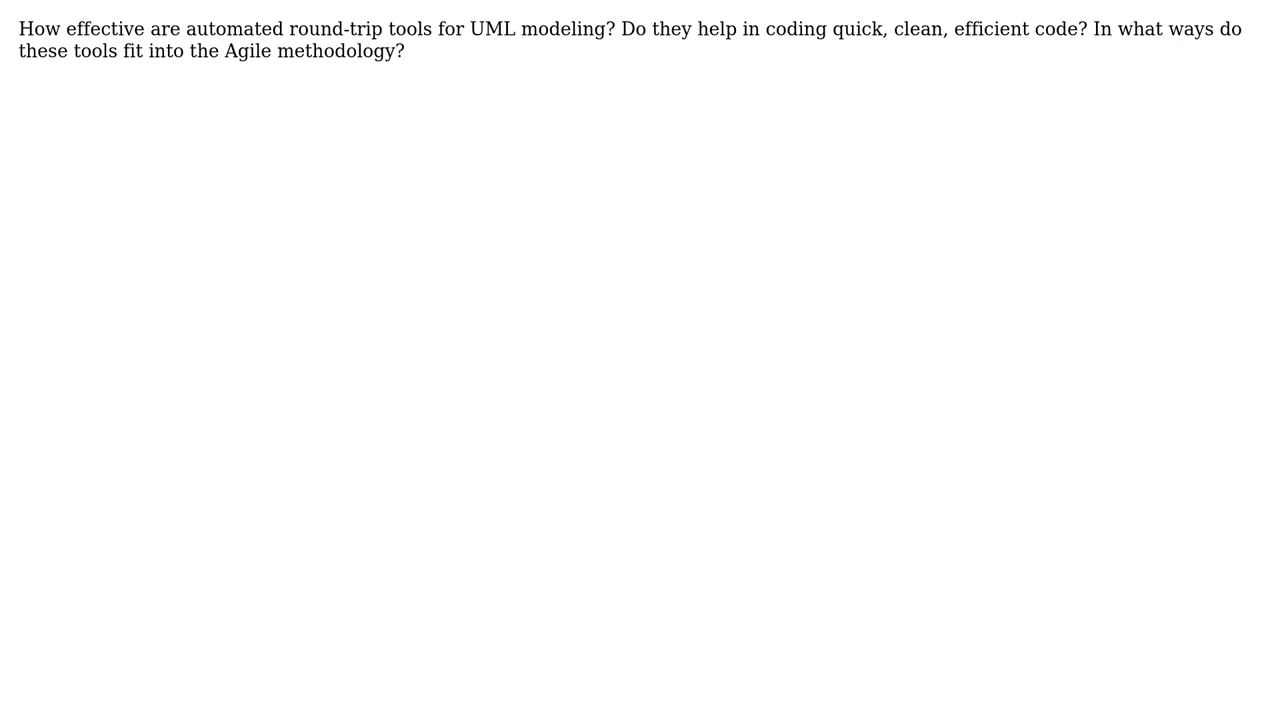 How effective are automated round-trip tools for UML modeling? Do they help in coding quick, clean, efficient code? In what ways do
these tools fit into the Agile methodology?